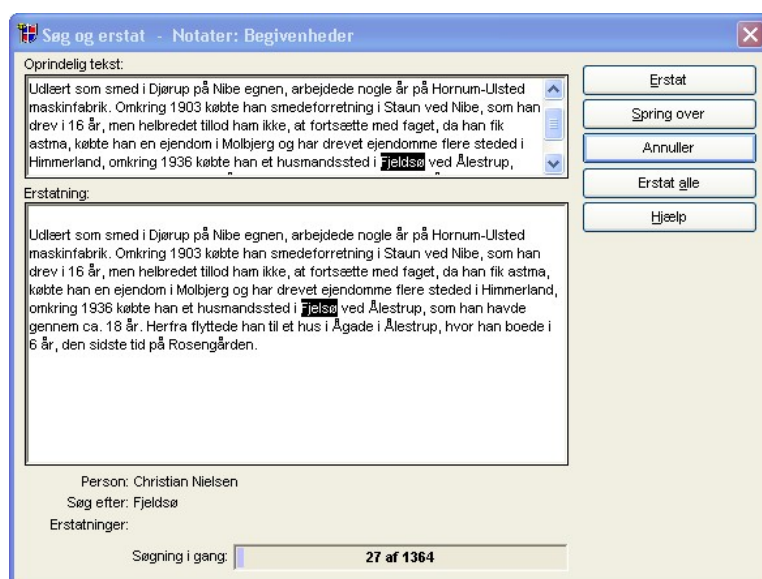 Søg og erstat - Notater: Begivenheder
Oprindelig tekst:
Udlært som smed i Djørup på Nibe egnen, arbejdede nogle år på Hornum-Ulsted
maskinfabrik. Omkring 1903 købte han smedeforretning i Staun ved Nibe, som han
drev i 16 år, men helbredet tillod ham ikke, at fortsætte med faget, da han fik
astma, købte han en ejendom i Molbjerg og har drevet ejendomme flere steded i
Himmerland, omkring 1936 købte han et husmandssted i Fjeldsø ved Ålestrup,
Erstatning:
Udlært som smed i Djørup på Nibe egnen, arbejdede nogle år på Hornum-Ulsted
maskinfabrik. Omkring 1903 købte han smedeforretning i Staun ved Nibe, som han
drev i 16 år, men helbredet tillod ham ikke, at fortsætte med faget, da han fik astma,
købte han en ejendom i Molbjerg og har drevet ejendomme flere steded i Himmerland,
omkring 1936 købte han et husmandssted i Fjelsø ved Ålestrup, som han havde
gennem ca. 18 år. Herfra flyttede han til et hus i Ågade i Ålestrup, hvor han boede i
6 år, den sidste tid på Rosengården.
Person: Christian Nielsen
Søg efter: Fjeldsø
Erstatninger:
Søgning i gang: 27 af 1364
Erstat
Spring over
Annuller
Erstat alle
Hjælp